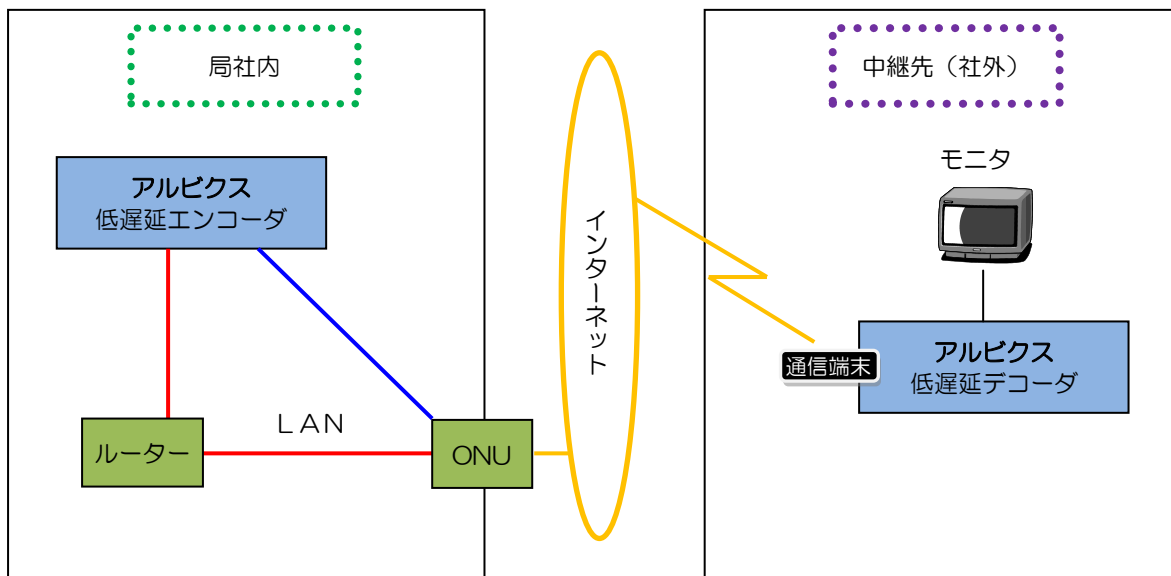 局社内
アルビクス
低遅延エンコーダ
ルーター
ＬＡＮ
ONU
インターネット
中継先（社外）
モニタ
通信端末
アルビクス
低遅延デコーダ